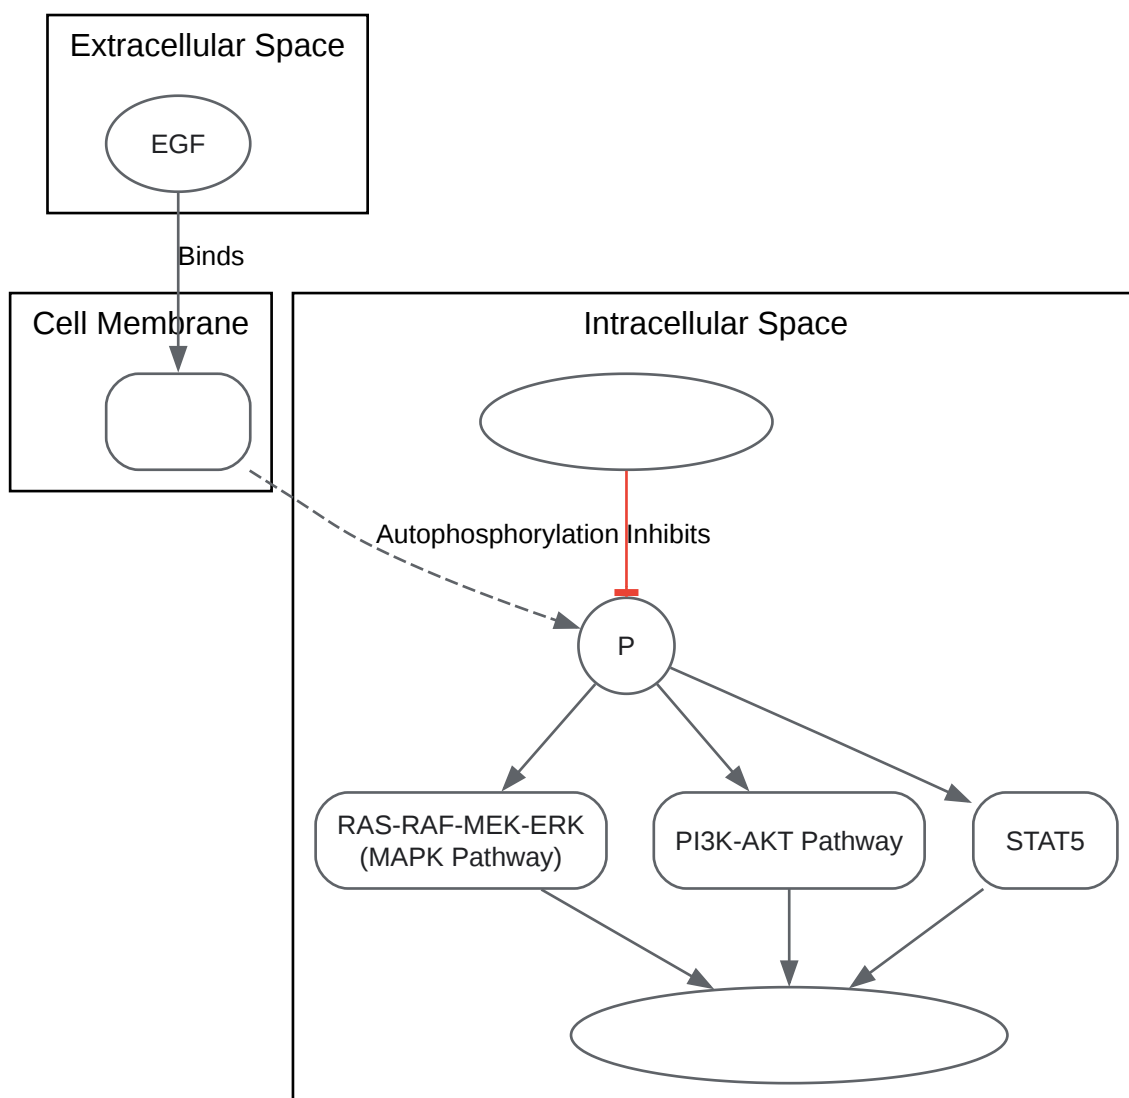 Extracellular Space
EGF
Binds
Cell Membrane
Intracellular Space
Autophosphorylation
Inhibits
P
RAS-RAF-MEK-ERK
(MAPK Pathway)
PI3K-AKT Pathway
STAT5